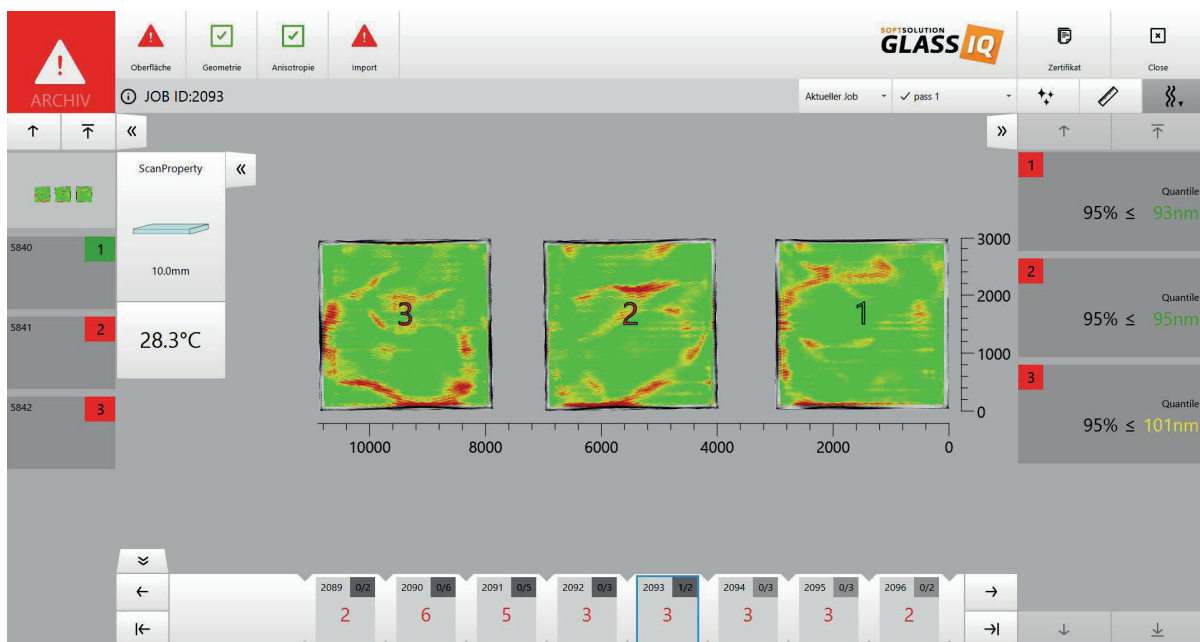 ARCHIV
Oberfläche
Geometrie
Anisotropie
Import
SOFTSOLUTION
GLASS IQ
Zertifikat
Close
JOB ID:2093
Aktueller Job
pass 1
ScanProperty
10.0mm
28.3°C
5840 1
5841 2
5842 3
3
2
1
3000
2000
1000
0
10000 8000 6000 4000 2000 0
1
Quantile
95% ≤ 93nm
2
Quantile
95% ≤ 95nm
3
Quantile
95% ≤ 101nm
2089 0/2 2090 0/6 2091 0/5 2092 0/3 2093 1/2 2094 0/3 2095 0/3 2096 0/2
2 6 5 3 3 3 3 2